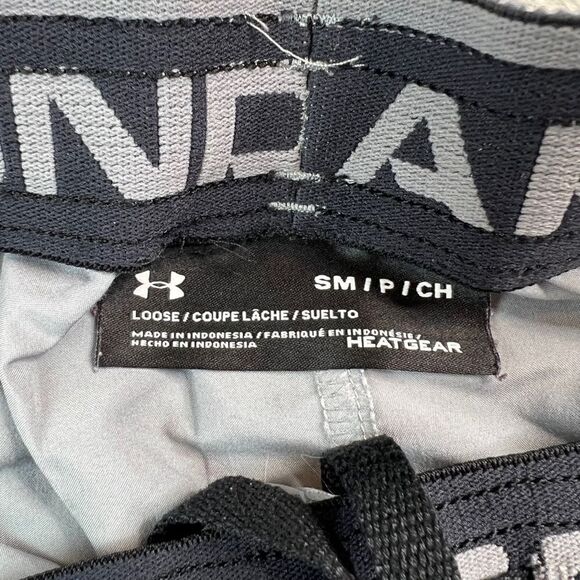 SM / P / CH
LOOSE / COUPE LÂCHE / SUELTO
MADE IN INDONESIA / FABRIQUÉ EN INDONÉSIE /
HECHO EN INDONESIA
HEATGEAR